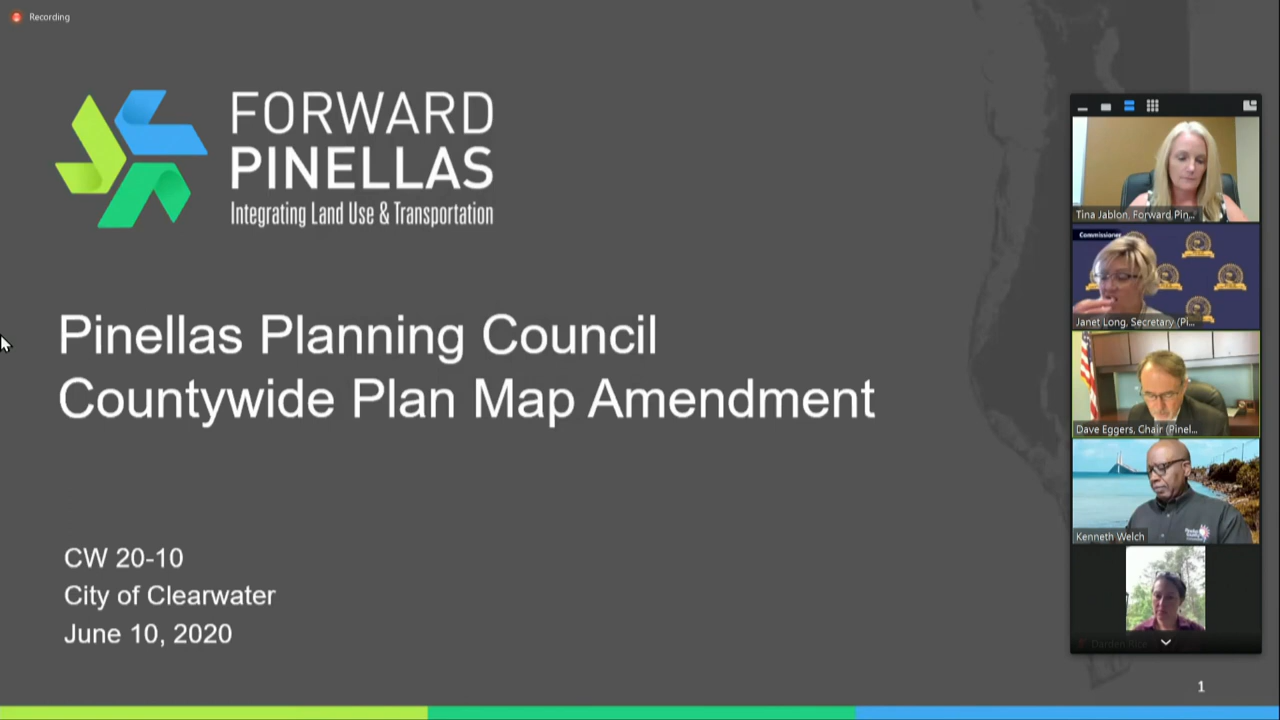 Recording
FORWARD
PINELLAS
Integrating Land Use & Transportation
Pinellas Planning Council
Countywide Plan Map Amendment
CW 20-10
City of Clearwater
June 10, 2020
Tina Jablon, Forward Pin...
Commissioner
Janet Long, Secretary (Pi...
Dave Eggers, Chair (Pinel...
Kenneth Welch
Darden Rice
1